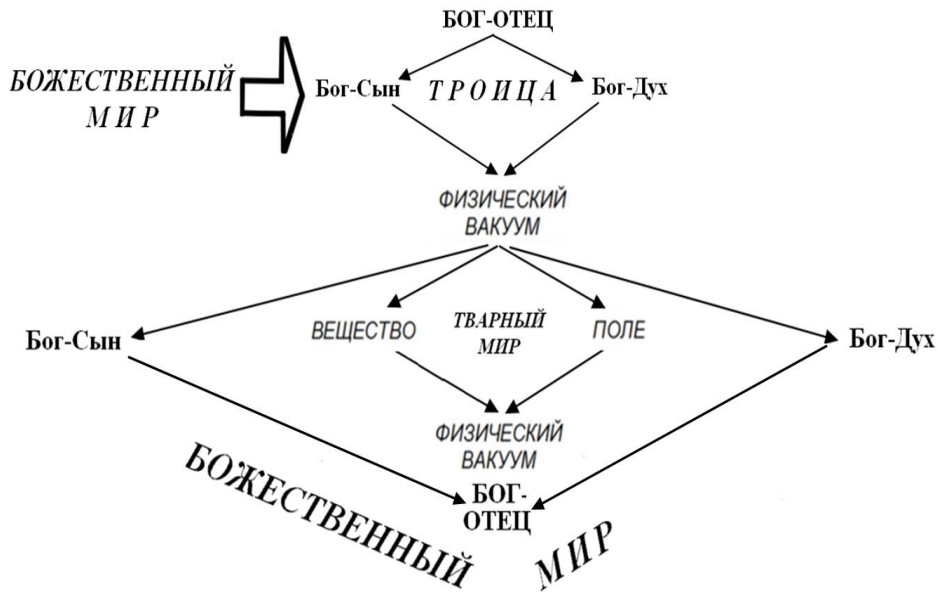 БОГ-ОТЕЦ
БОЖЕСТВЕННЫЙ
МИР
Бог-Сын
ТРОИЦА
Бог-Дух
ФИЗИЧЕСКИЙ
ВАКУУМ
Бог-Сын
ВЕЩЕСТВО
ТВАРНЫЙ
МИР
ПОЛЕ
Бог-Дух
ФИЗИЧЕСКИЙ
ВАКУУМ
БОГ-
ОТЕЦ
БОЖЕСТВЕННЫЙ
МИР